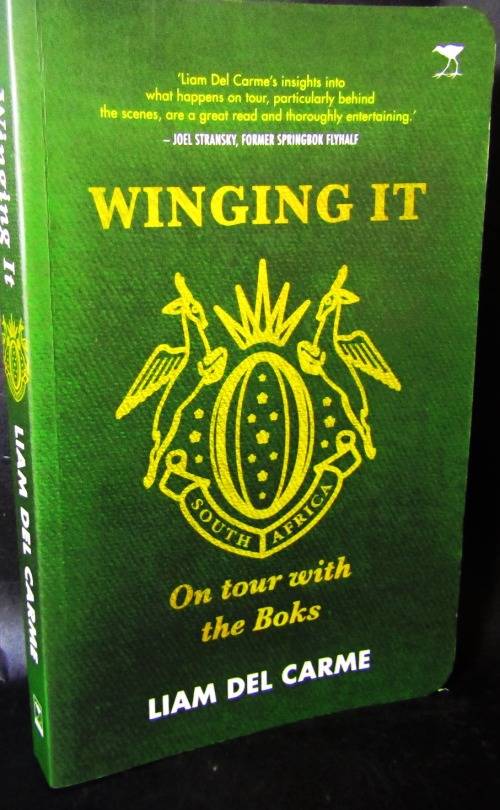 'Liam Del Carme's insights into
what happens on tour, particularly behind
the scenes, are a great read and thoroughly entertaining.'
– JOEL STRANSKY, FORMER SPRINGBOK FLYHALF
WINGING IT
SOUTH AFRICA
On tour with
the Boks
LIAM DEL CARME
Winging It
LIAM DEL CARME